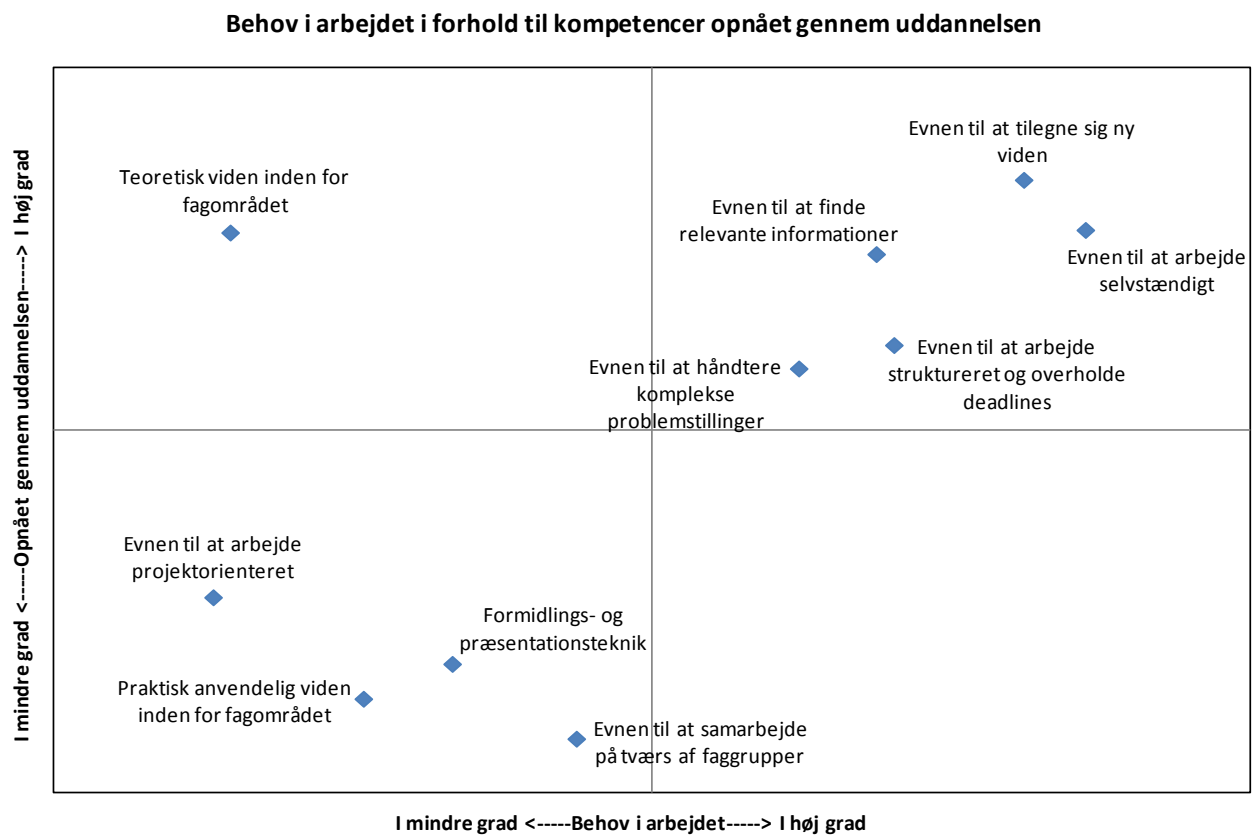 Behov i arbejdet i forhold til kompetencer opnået gennem uddannelsen
I mindre grad <-----Opnået gennem uddannelsen-----> I høj grad
Evnen til at tilegne sig ny
viden
Teoretisk viden inden for
fagområdet
Evnen til at finde
relevante informationer
Evnen til at arbejde
selvstændigt
Evnen til at håndtere
komplekse
problemstillinger
Evnen til at arbejde
struktureret og overholde
deadlines
Evnen til at arbejde
projektorienteret
Formidlings- og
præsentationsteknik
Praktisk anvendelig viden
inden for fagområdet
Evnen til at samarbejde
på tværs af faggrupper
I mindre grad <-----Behov i arbejdet-----> I høj grad